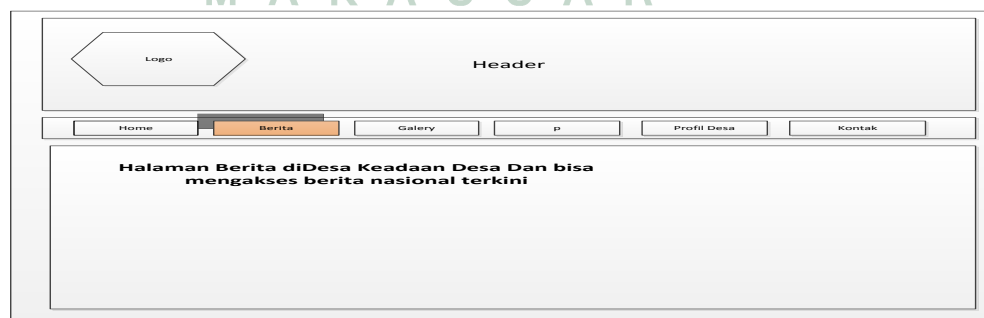 MAKASSAR
Logo
Header
Home
Berita
Galery
p
Profil Desa
Kontak
Halaman Berita diDesa Keadaan Desa Dan bisa
mengakses berita nasional terkini